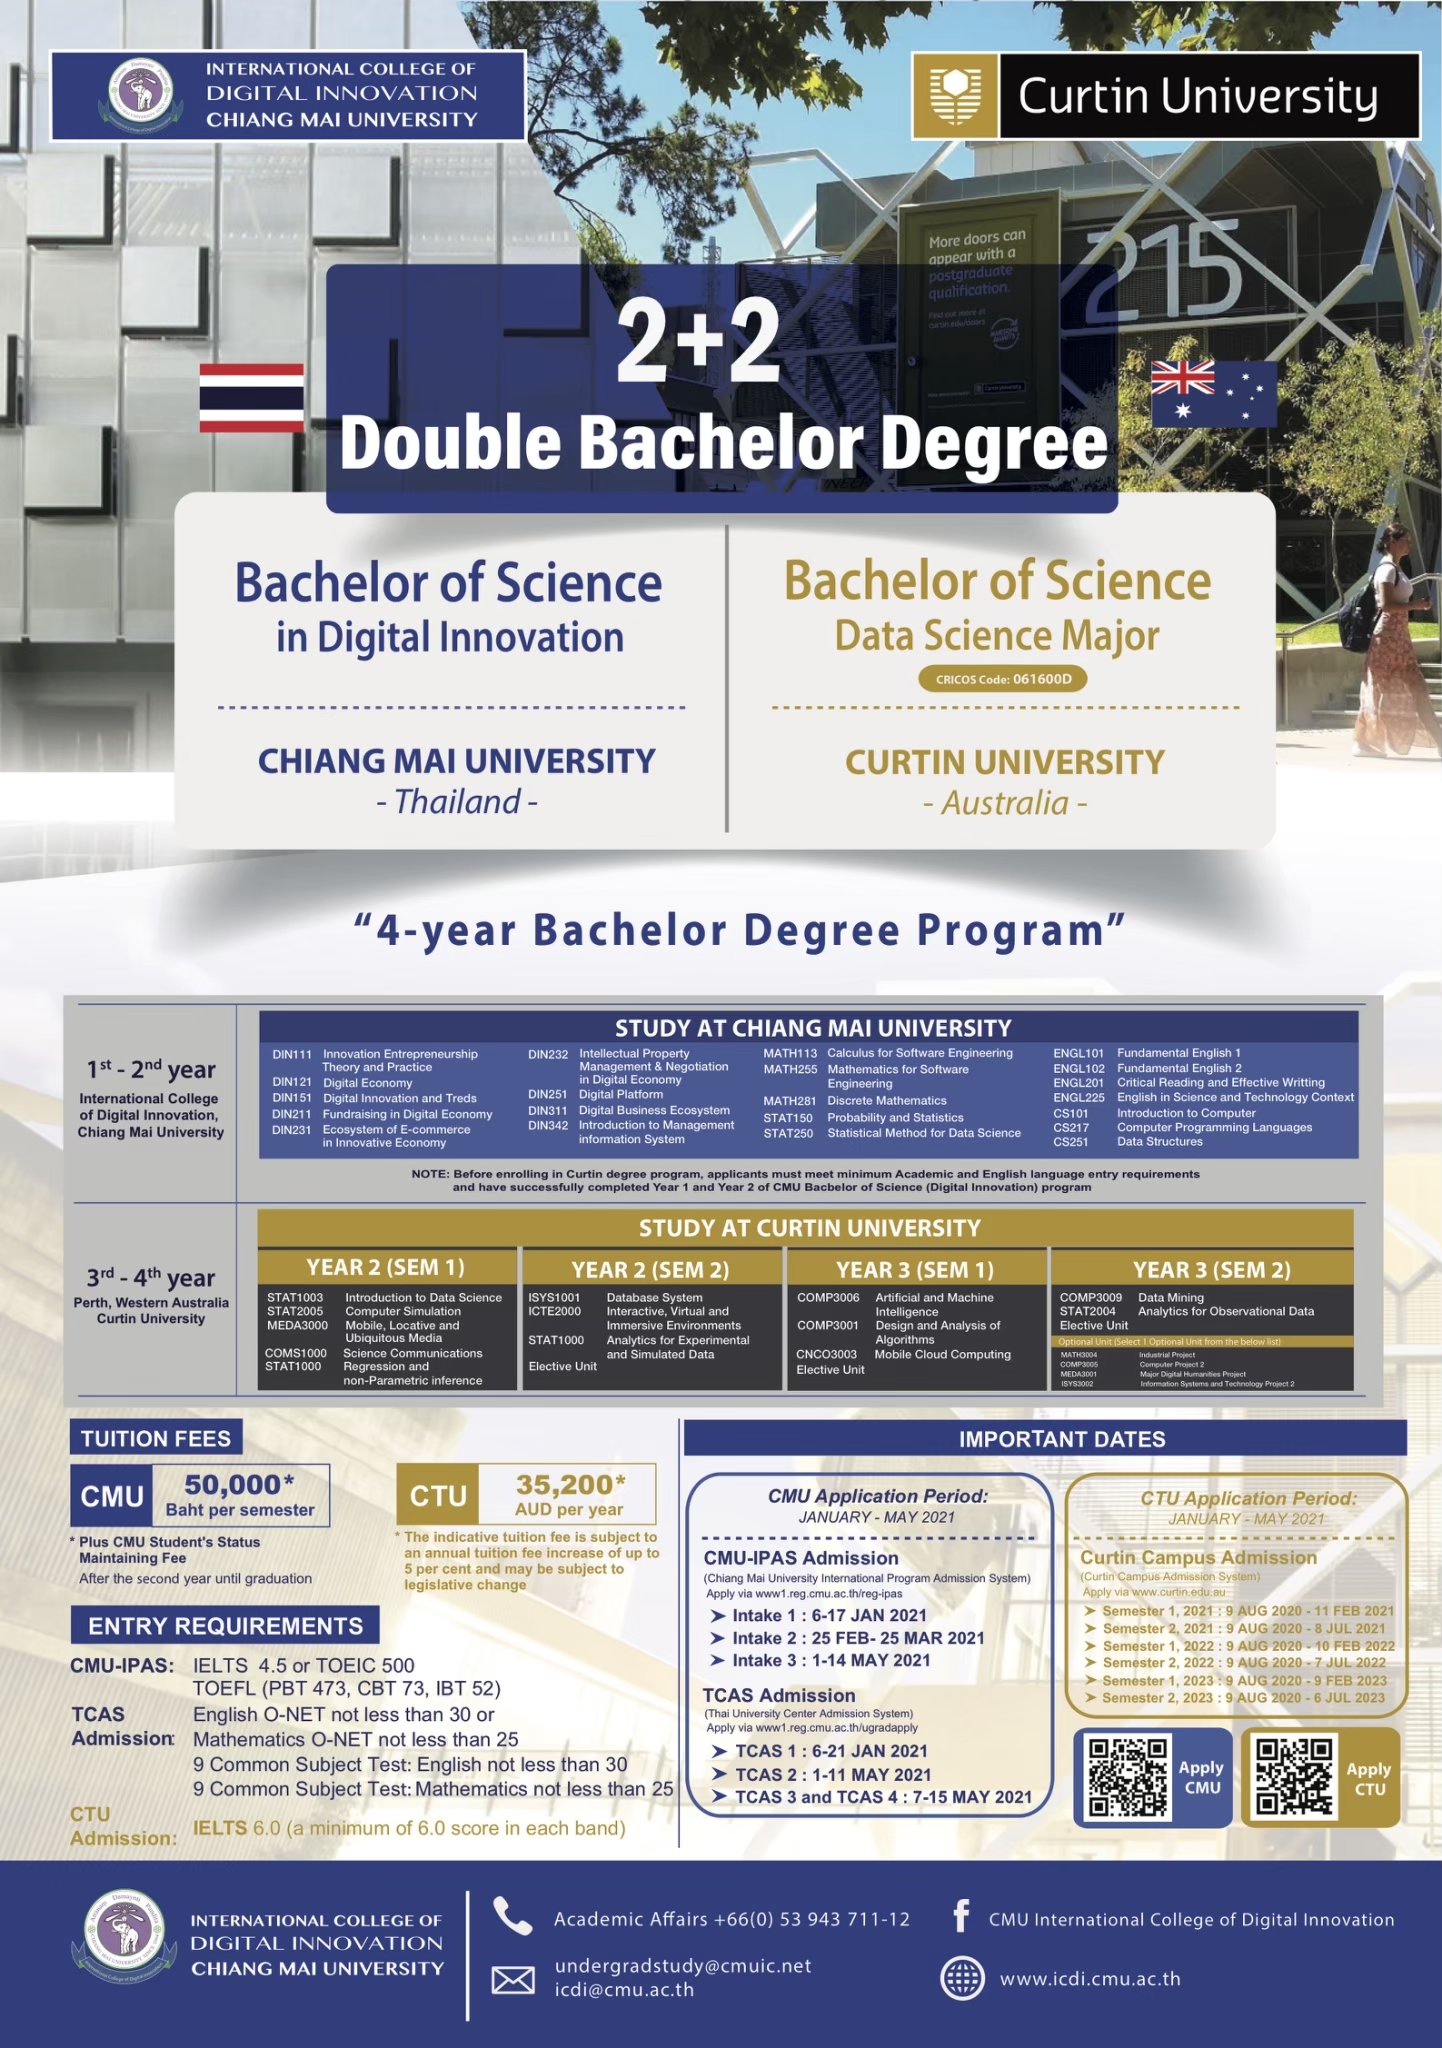 INTERNATIONAL COLLEGE OF
DIGITAL INNOVATION
CHIANG MAI UNIVERSITY
Curtin University
More doors can
appear with a
postgraduate
qualification.
Find out more at
curtin.edu/doors
215
2+2
Double Bachelor Degree
Bachelor of Science
in Digital Innovation
CHIANG MAI UNIVERSITY
- Thailand -
Bachelor of Science
Data Science Major
CRICOS Code: 061600D
CURTIN UNIVERSITY
- Australia -
“4-year Bachelor Degree Program”
1st - 2nd year
International College
of Digital Innovation,
Chiang Mai University
STUDY AT CHIANG MAI UNIVERSITY
DIN111 Innovation Entrepreneurship
Theory and Practice
DIN121 Digital Economy
DIN151 Digital Innovation and Treds
DIN211 Fundraising in Digital Economy
DIN231 Ecosystem of E-commerce
in Innovative Economy
DIN232 Intellectual Property
Management & Negotiation
in Digital Economy
DIN251 Digital Platform
DIN311 Digital Business Ecosystem
DIN342 Introduction to Management
information System
MATH113 Calculus for Software Engineering
MATH255 Mathematics for Software
Engineering
MATH281 Discrete Mathematics
STAT150 Probability and Statistics
STAT250 Statistical Method for Data Science
ENGL101 Fundamental English 1
ENGL102 Fundamental English 2
ENGL201 Critical Reading and Effective Writting
ENGL225 English in Science and Technology Context
CS101 Introduction to Computer
CS217 Computer Programming Languages
CS251 Data Structures
NOTE: Before enrolling in Curtin degree program, applicants must meet minimum Academic and English language entry requirements
and have successfully completed Year 1 and Year 2 of CMU Bacbelor of Science (Digital Innovation) program
3rd - 4th year
Perth, Western Australia
Curtin University
STUDY AT CURTIN UNIVERSITY
YEAR 2 (SEM 1)
STAT1003 Introduction to Data Science
STAT2005 Computer Simulation
MEDA3000 Mobile, Locative and
Ubiquitous Media
COMS1000 Science Communications
STAT1000 Regression and
non-Parametric inference
YEAR 2 (SEM 2)
ISYS1001 Database System
ICTE2000 Interactive, Virtual and
Immersive Environments
STAT1000 Analytics for Experimental
and Simulated Data
Elective Unit
YEAR 3 (SEM 1)
COMP3006 Artificial and Machine
Intelligence
COMP3001 Design and Analysis of
Algorithms
CNCO3003 Mobile Cloud Computing
Elective Unit
YEAR 3 (SEM 2)
COMP3009 Data Mining
STAT2004 Analytics for Observational Data
Elective Unit
Optional Unit (Select 1 Optional Unit from the below list)
MATH3004 Industrial Project
COMP3005 Computer Project 2
MEDA3001 Major Digital Humanities Project
ISYS3002 Information Systems and Technology Project 2
TUITION FEES
CMU
50,000*
Baht per semester
* Plus CMU Student's Status
Maintaining Fee
After the second year until graduation
CTU
35,200*
AUD per year
* The indicative tuition fee is subject to
an annual tuition fee increase of up to
5 per cent and may be subject to
legislative change
ENTRY REQUIREMENTS
CMU-IPAS: IELTS 4.5 or TOEIC 500
TOEFL (PBT 473, CBT 73, IBT 52)
TCAS English O-NET not less than 30 or
Admission: Mathematics O-NET not less than 25
9 Common Subject Test: English not less than 30
9 Common Subject Test: Mathematics not less than 25
CTU
Admission: IELTS 6.0 (a minimum of 6.0 score in each band)
IMPORTANT DATES
CMU Application Period:
JANUARY - MAY 2021
CMU-IPAS Admission
(Chiang Mai University International Program Admission System)
Apply via www1.reg.cmu.ac.th/reg-ipas
➤ Intake 1 : 6-17 JAN 2021
➤ Intake 2 : 25 FEB- 25 MAR 2021
➤ Intake 3 : 1-14 MAY 2021
TCAS Admission
(Thai University Center Admission System)
Apply via www1.reg.cmu.ac.th/ugradapply
➤ TCAS 1 : 6-21 JAN 2021
➤ TCAS 2 : 1-11 MAY 2021
➤ TCAS 3 and TCAS 4 : 7-15 MAY 2021
CTU Application Period:
JANUARY - MAY 2021
Curtin Campus Admission
(Curtin Campus Admission System)
Apply via www.curtin.edu.au
➤ Semester 1, 2021 : 9 AUG 2020 - 11 FEB 2021
➤ Semester 2, 2021 : 9 AUG 2020 - 8 JUL 2021
➤ Semester 1, 2022 : 9 AUG 2020 - 10 FEB 2022
➤ Semester 2, 2022 : 9 AUG 2020 - 7 JUL 2022
➤ Semester 1, 2023 : 9 AUG 2020 - 9 FEB 2023
➤ Semester 2, 2023 : 9 AUG 2020 - 6 JUL 2023
Apply
CMU
Apply
CTU
INTERNATIONAL COLLEGE OF
DIGITAL INNOVATION
CHIANG MAI UNIVERSITY
Academic Affairs +66(0) 53 943 711-12
undergradstudy@cmuic.net
icdi@cmu.ac.th
CMU International College of Digital Innovation
www.icdi.cmu.ac.th